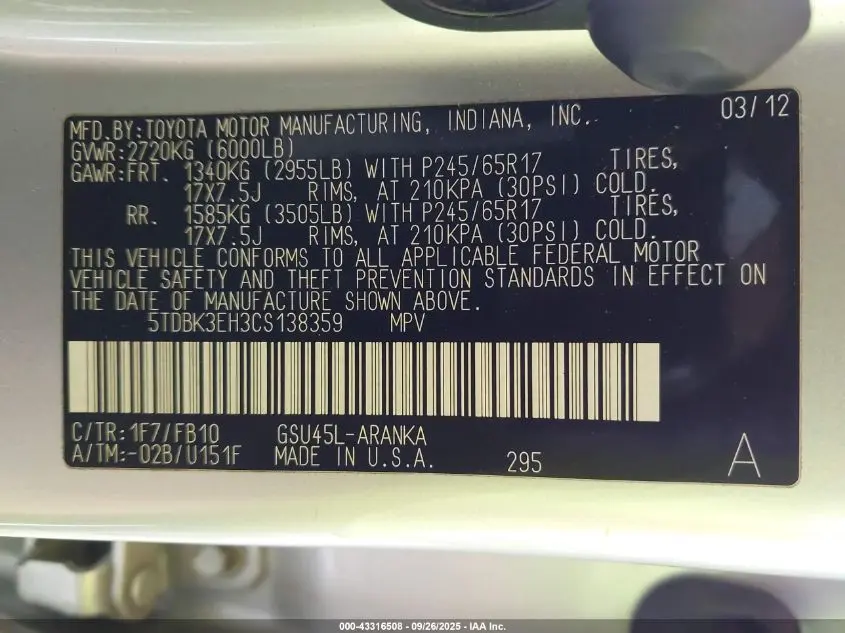 03/12
MFD.BY:TOYOTA MOTOR MANUFACTURING, INDIANA, INC.
GVWR:2720KG (6000LB)
GAWR:FRT. 1340KG (2955LB) WITH P245/65R17 TIRES,
17X7.5J RIMS, AT 210KPA (30PSI) COLD.
RR. 1585KG (3505LB) WITH P245/65R17 TIRES,
17X7.5J RIMS, AT 210KPA (30PSI) COLD.
THIS VEHICLE CONFORMS TO ALL APPLICABLE FEDERAL MOTOR
VEHICLE SAFETY AND THEFT PREVENTION STANDARDS IN EFFECT ON
THE DATE OF MANUFACTURE SHOWN ABOVE.
5TDBK3EH3CS138359 MPV
C/TR:1F7/FB10 GSU45L-ARANKA
A/TM:-02B/U151F MADE IN U.S.A. 295 A
000-43316508 - 09/26/2025 - IAA Inc.